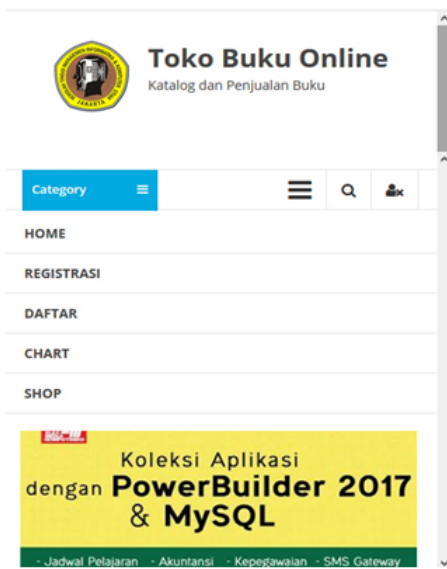 Toko Buku Online
Katalog dan Penjualan Buku
JAKARTA
Category
HOME
REGISTRASI
DAFTAR
CHART
SHOP
Koleksi Aplikasi
dengan PowerBuilder 2017
& MySQL
- Jadwal Pelajaran - Akuntansi - Kepegawaian - SMS Gateway